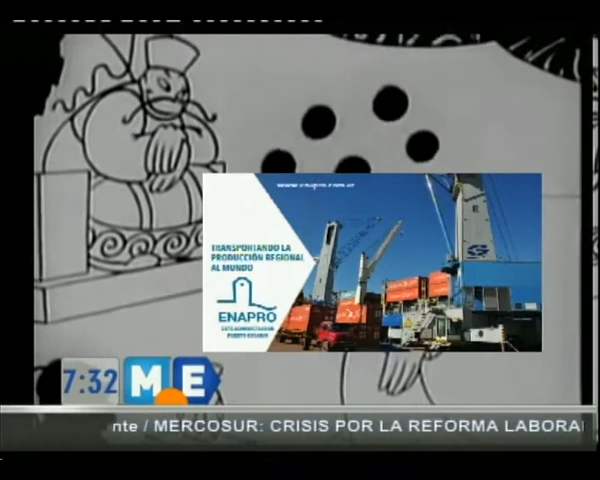 www.enapro.com.ar
TRANSPORTANDO LA
PRODUCCIÓN REGIONAL
AL MUNDO
ENAPRO
ENTE ADMINISTRADOR
PUERTO ROSARIO
7:32
M.E
nte / MERCOSUR: CRISIS POR LA REFORMA LABORA